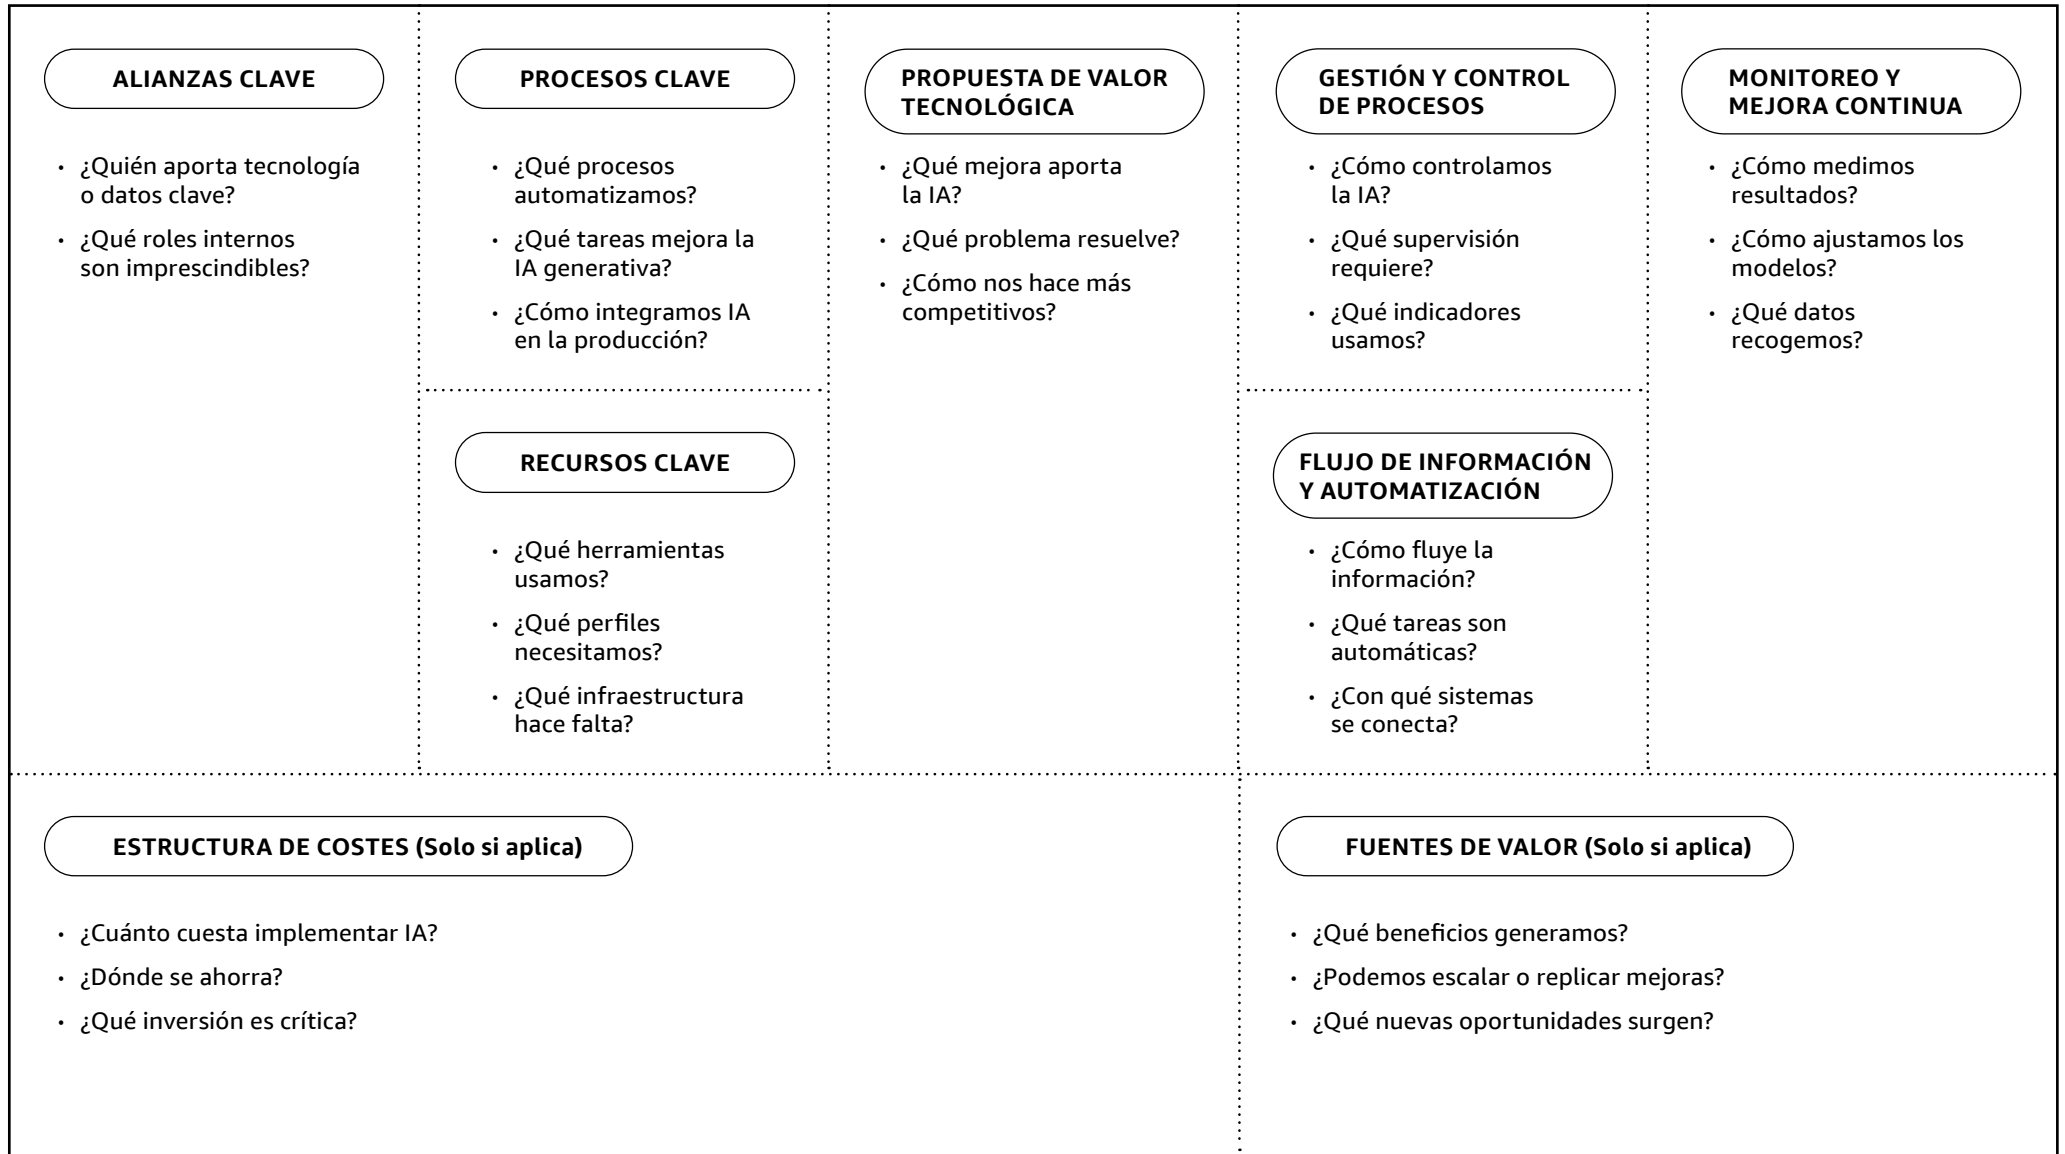 ALIANZAS CLAVE
• ¿Quién aporta tecnología
o datos clave?
• ¿Qué roles internos
son imprescindibles?
PROCESOS CLAVE
• ¿Qué procesos
automatizamos?
• ¿Qué tareas mejora la
IA generativa?
• ¿Cómo integramos IA
en la producción?
RECURSOS CLAVE
• ¿Qué herramientas
usamos?
• ¿Qué perfiles
necesitamos?
• ¿Qué infraestructura
hace falta?
PROPUESTA DE VALOR
TECNOLÓGICA
• ¿Qué mejora aporta
la IA?
• ¿Qué problema resuelve?
• ¿Cómo nos hace más
competitivos?
GESTIÓN Y CONTROL
DE PROCESOS
• ¿Cómo controlamos
la IA?
• ¿Qué supervisión
requiere?
• ¿Qué indicadores
usamos?
FLUJO DE INFORMACIÓN
Y AUTOMATIZACIÓN
• ¿Cómo fluye la
información?
• ¿Qué tareas son
automáticas?
• ¿Con qué sistemas
se conecta?
MONITOREO Y
MEJORA CONTINUA
• ¿Cómo medimos
resultados?
• ¿Cómo ajustamos los
modelos?
• ¿Qué datos
recogemos?
ESTRUCTURA DE COSTES (Solo si aplica)
• ¿Cuánto cuesta implementar IA?
• ¿Dónde se ahorra?
• ¿Qué inversión es crítica?
FUENTES DE VALOR (Solo si aplica)
• ¿Qué beneficios generamos?
• ¿Podemos escalar o replicar mejoras?
• ¿Qué nuevas oportunidades surgen?